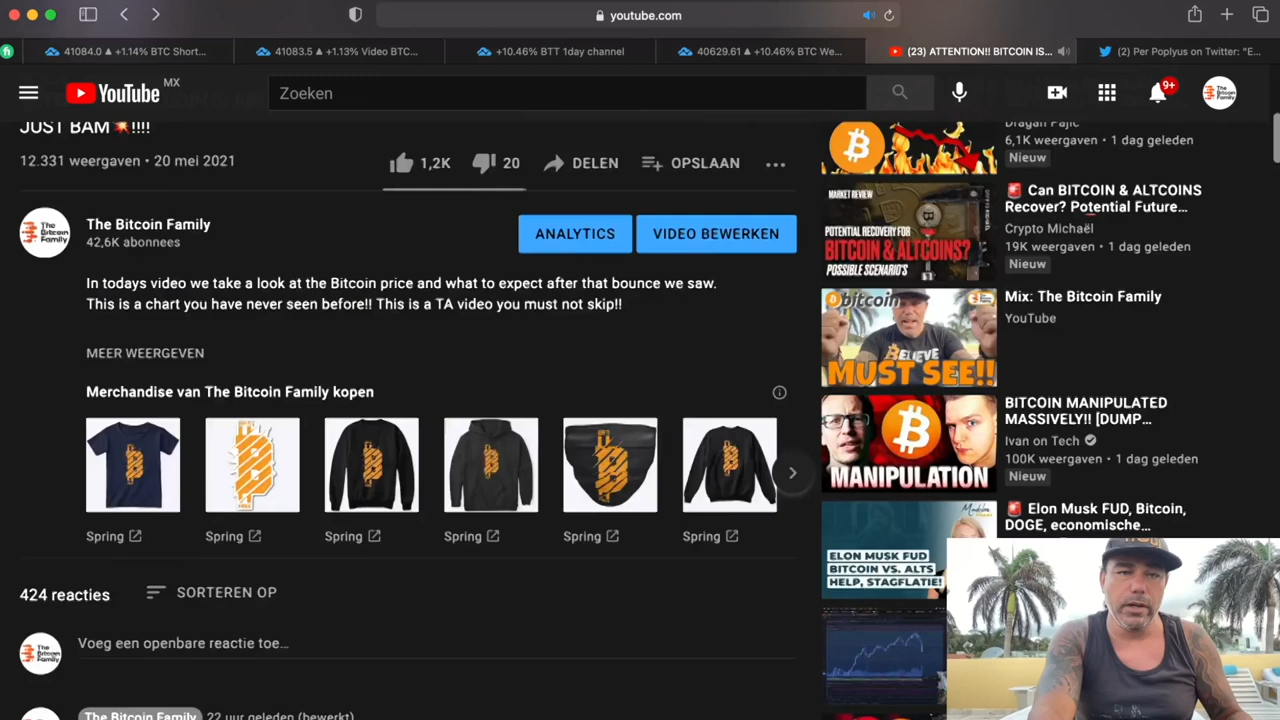 youtube.com
41084.0 ▲ +1.14% BTC Short...
41083.5 ▲ +1.13% Video BTC...
+10.46% BTT 1day channel
40629.61 ▲ +10.46% BTC We...
(23) ATTENTION!! BITCOIN IS...
(2) Per Poplyus on Twitter: "E...
YouTube MX
Zoeken
9+
JUST BAM💥!!!!
12.331 weergaven • 20 mei 2021
1,2K
20
DELEN
OPSLAAN
The Bitcoin Family
42,6K abonnees
ANALYTICS
VIDEO BEWERKEN
In todays video we take a look at the Bitcoin price and what to expect after that bounce we saw.
This is a chart you have never seen before!! This is a TA video you must not skip!!
MEER WEERGEVEN
Merchandise van The Bitcoin Family kopen
Spring
Spring
Spring
Spring
Spring
Spring
424 reacties
SORTEREN OP
Voeg een openbare reactie toe...
The Bitcoin Family 22 uur geleden (bewerkt)
Dragan Pajic
6,1K weergaven • 1 dag geleden
Nieuw
MARKET REVIEW
POTENTIAL RECOVERY FOR
BITCOIN & ALTCOINS?
POSSIBLE SCENARIO'S
🚨 Can BITCOIN & ALTCOINS
Recover? Potential Future...
Crypto Michaël
19K weergaven • 1 dag geleden
Nieuw
bitcoin
BELIEVE
MUST SEE!!
Mix: The Bitcoin Family
YouTube
MANIPULATION
BITCOIN MANIPULATED
MASSIVELY!! [DUMP...
Ivan on Tech
100K weergaven • 1 dag geleden
Nieuw
ELON MUSK FUD
BITCOIN VS. ALTS
HELP, STAGFLATIE!
🚨 Elon Musk FUD, Bitcoin,
DOGE, economische...